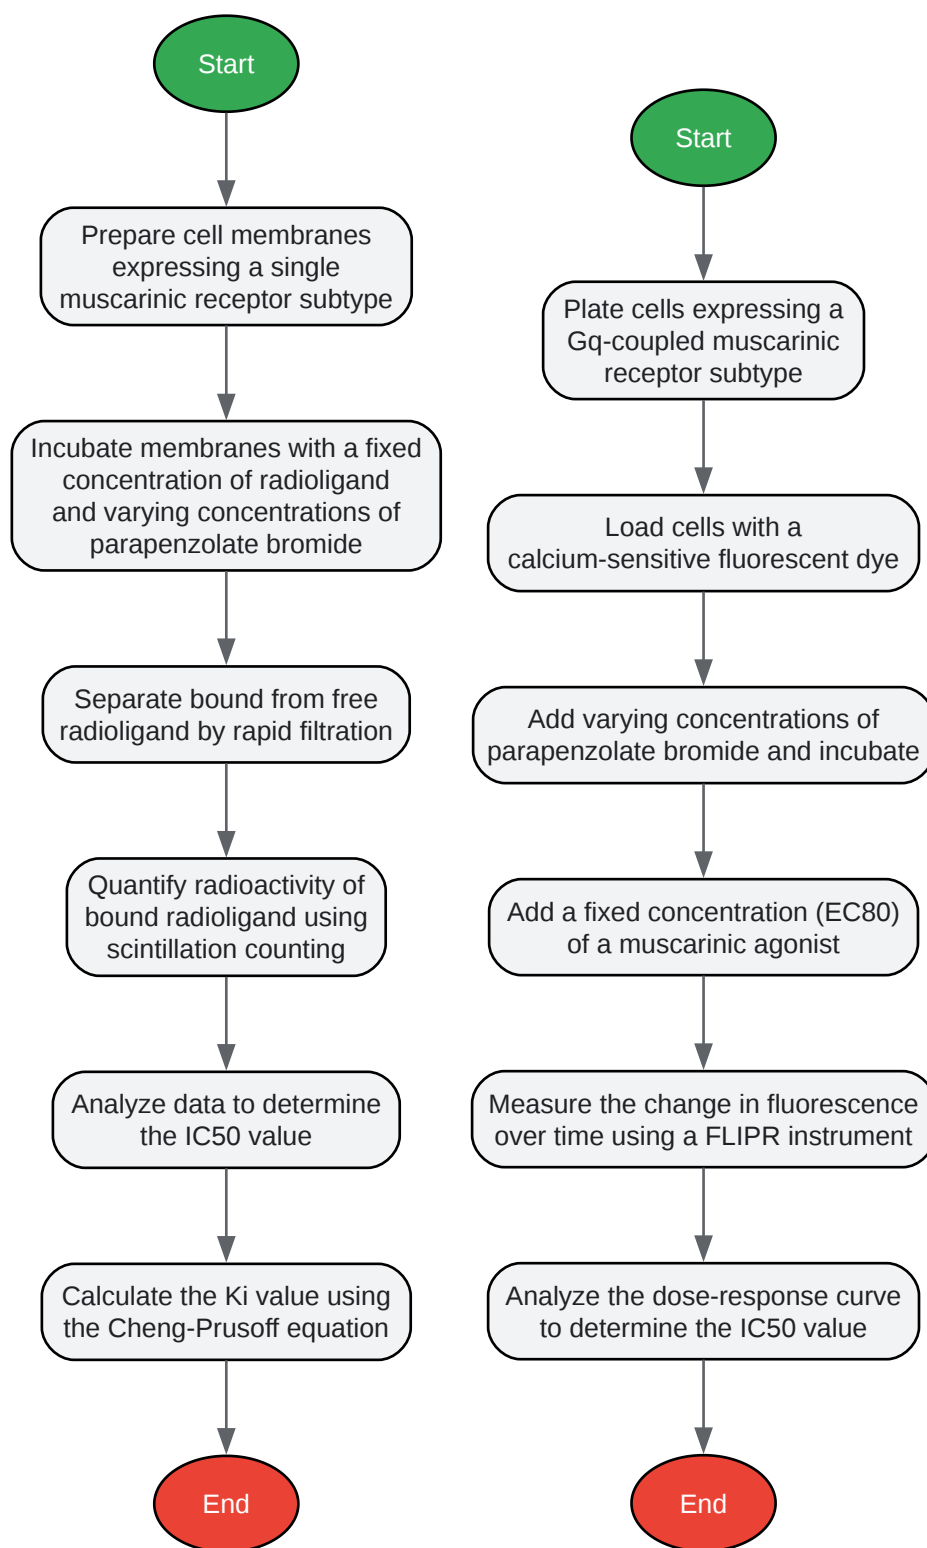 Start
Prepare cell membranes
expressing a single
muscarinic receptor subtype
Incubate membranes with a fixed
concentration of radioligand
and varying concentrations of
parapenzolate bromide
Separate bound from free
radioligand by rapid filtration
Quantify radioactivity of
bound radioligand using
scintillation counting
Analyze data to determine
the IC50 value
Calculate the Ki value using
the Cheng-Prusoff equation
End
Start
Plate cells expressing a
Gq-coupled muscarinic
receptor subtype
Load cells with a
calcium-sensitive fluorescent dye
Add varying concentrations of
parapenzolate bromide and incubate
Add a fixed concentration (EC80)
of a muscarinic agonist
Measure the change in fluorescence
over time using a FLIPR instrument
Analyze the dose-response curve
to determine the IC50 value
End